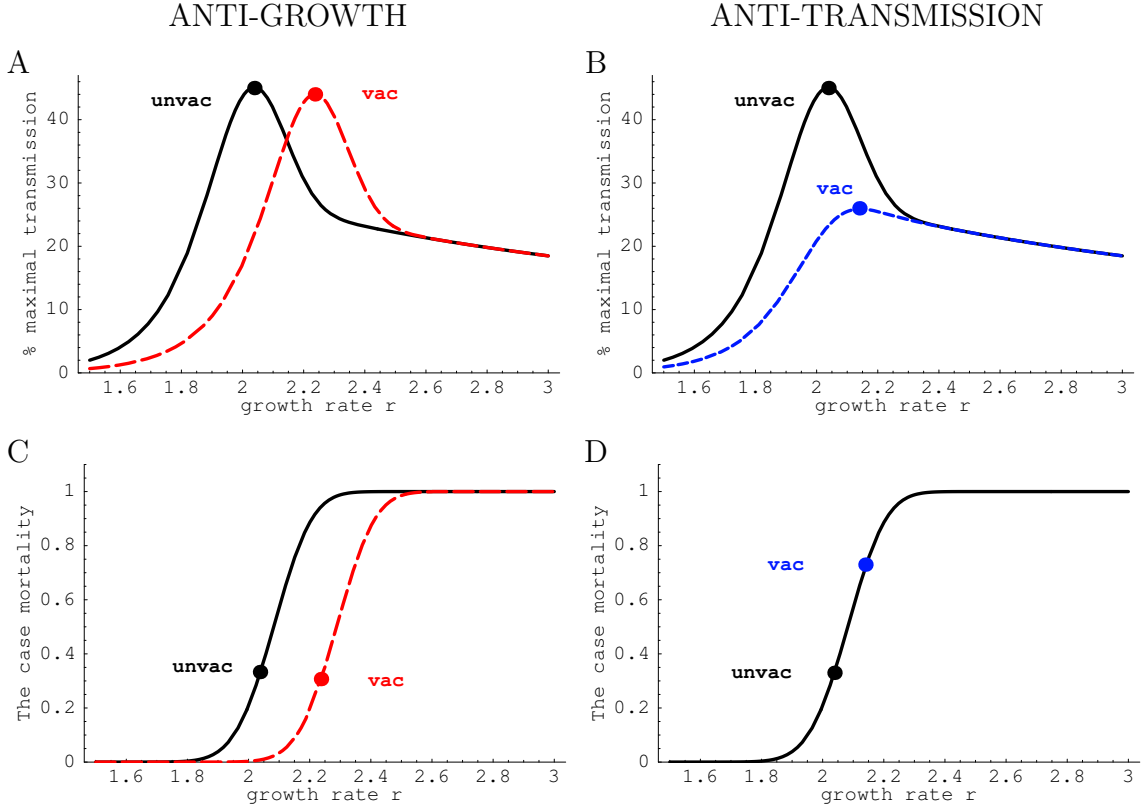 ANTI-GROWTH
ANTI-TRANSMISSION
A
% maximal transmission
40
30
20
10
0
unvac
vac
1.6 1.8 2 2.2 2.4 2.6 2.8 3
growth rate r
B
% maximal transmission
40
30
20
10
0
unvac
vac
1.6 1.8 2 2.2 2.4 2.6 2.8 3
growth rate r
C
The case mortality
1
0.8
0.6
0.4
0.2
0
unvac
vac
1.6 1.8 2 2.2 2.4 2.6 2.8 3
growth rate r
D
The case mortality
1
0.8
0.6
0.4
0.2
0
vac
unvac
1.6 1.8 2 2.2 2.4 2.6 2.8 3
growth rate r